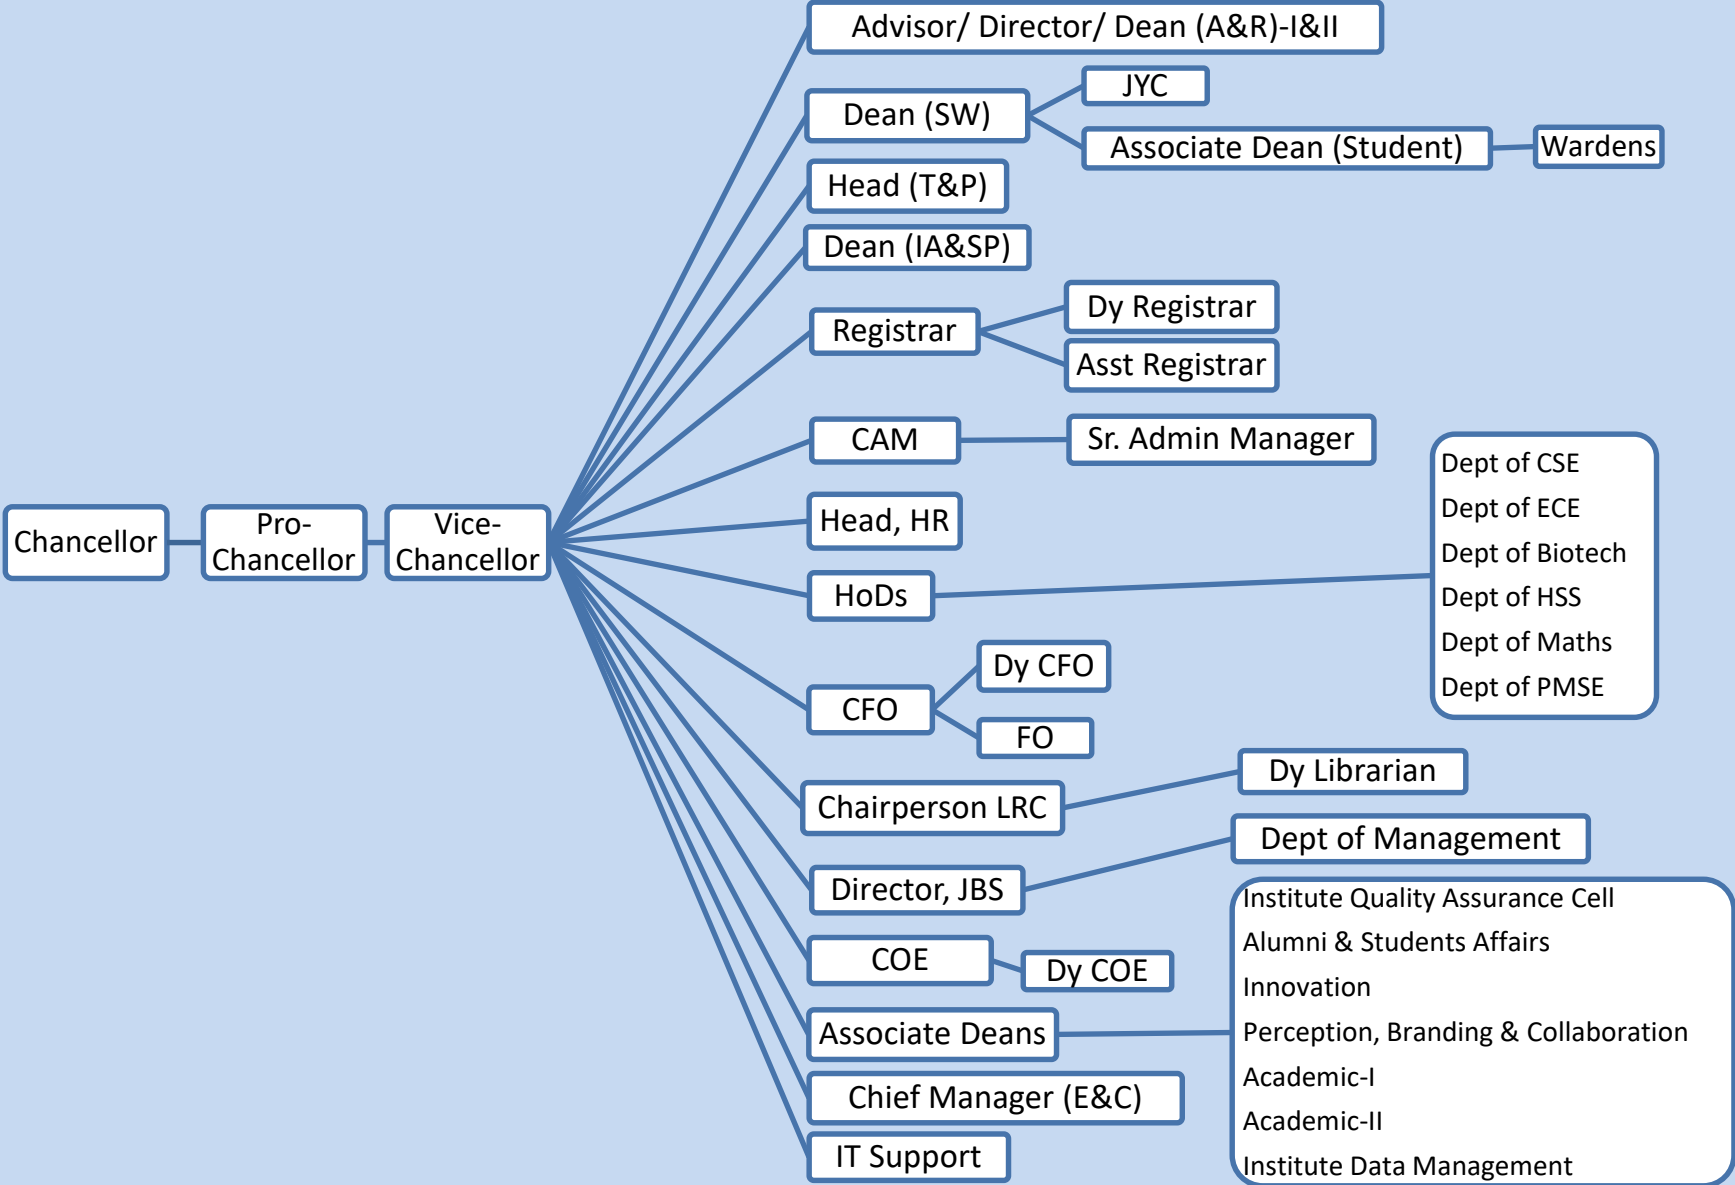 Advisor/ Director/ Dean (A&R)-I&II
JYC
Dean (SW)
Associate Dean (Student)
Wardens
Head (T&P)
Dean (IA&SP)
Dy Registrar
Registrar
Asst Registrar
CAM
Sr. Admin Manager
Chancellor
Pro-
Chancellor
Vice-
Chancellor
Head, HR
HoDs
Dept of CSE
Dept of ECE
Dept of Biotech
Dept of HSS
Dept of Maths
Dept of PMSE
Dy CFO
CFO
FO
Chairperson LRC
Dy Librarian
Director, JBS
Dept of Management
COE
Dy COE
Associate Deans
Institute Quality Assurance Cell
Alumni & Students Affairs
Innovation
Perception, Branding & Collaboration
Academic-I
Academic-II
Institute Data Management
Chief Manager (E&C)
IT Support